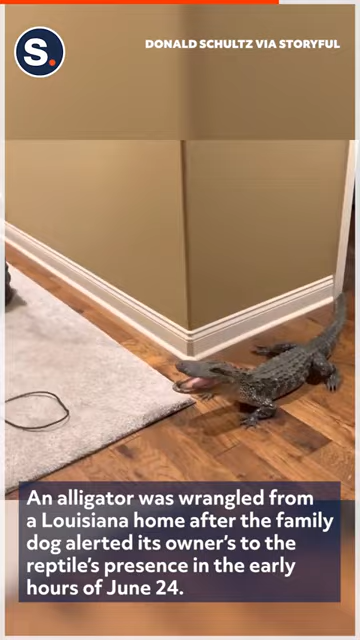 S.
DONALD SCHULTZ VIA STORYFUL
An alligator was wrangled from
a Louisiana home after the family
dog alerted its owner's to the
reptile's presence in the early
hours of June 24.